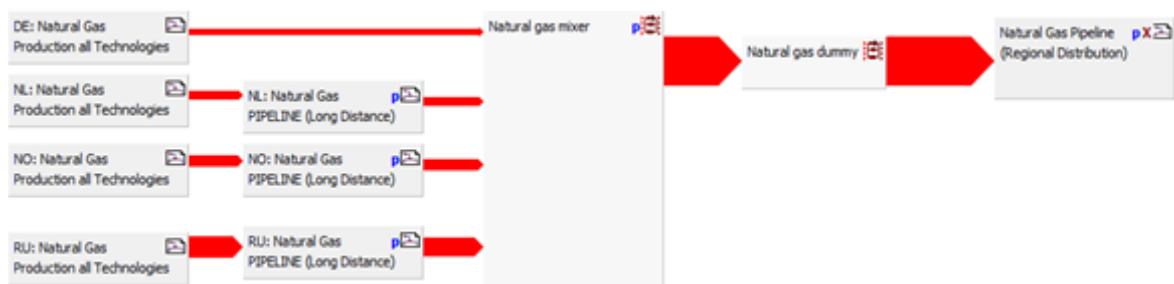 DE: Natural Gas
Production all Technologies
Natural gas mixer
p
Natural gas dummy
Natural Gas Pipeline
pX
(Regional Distribution)
NL: Natural Gas
Production all Technologies
NL: Natural Gas
p
PIPELINE (Long Distance)
NO: Natural Gas
Production all Technologies
NO: Natural Gas
p
PIPELINE (Long Distance)
RU: Natural Gas
Production all Technologies
RU: Natural Gas
p
PIPELINE (Long Distance)